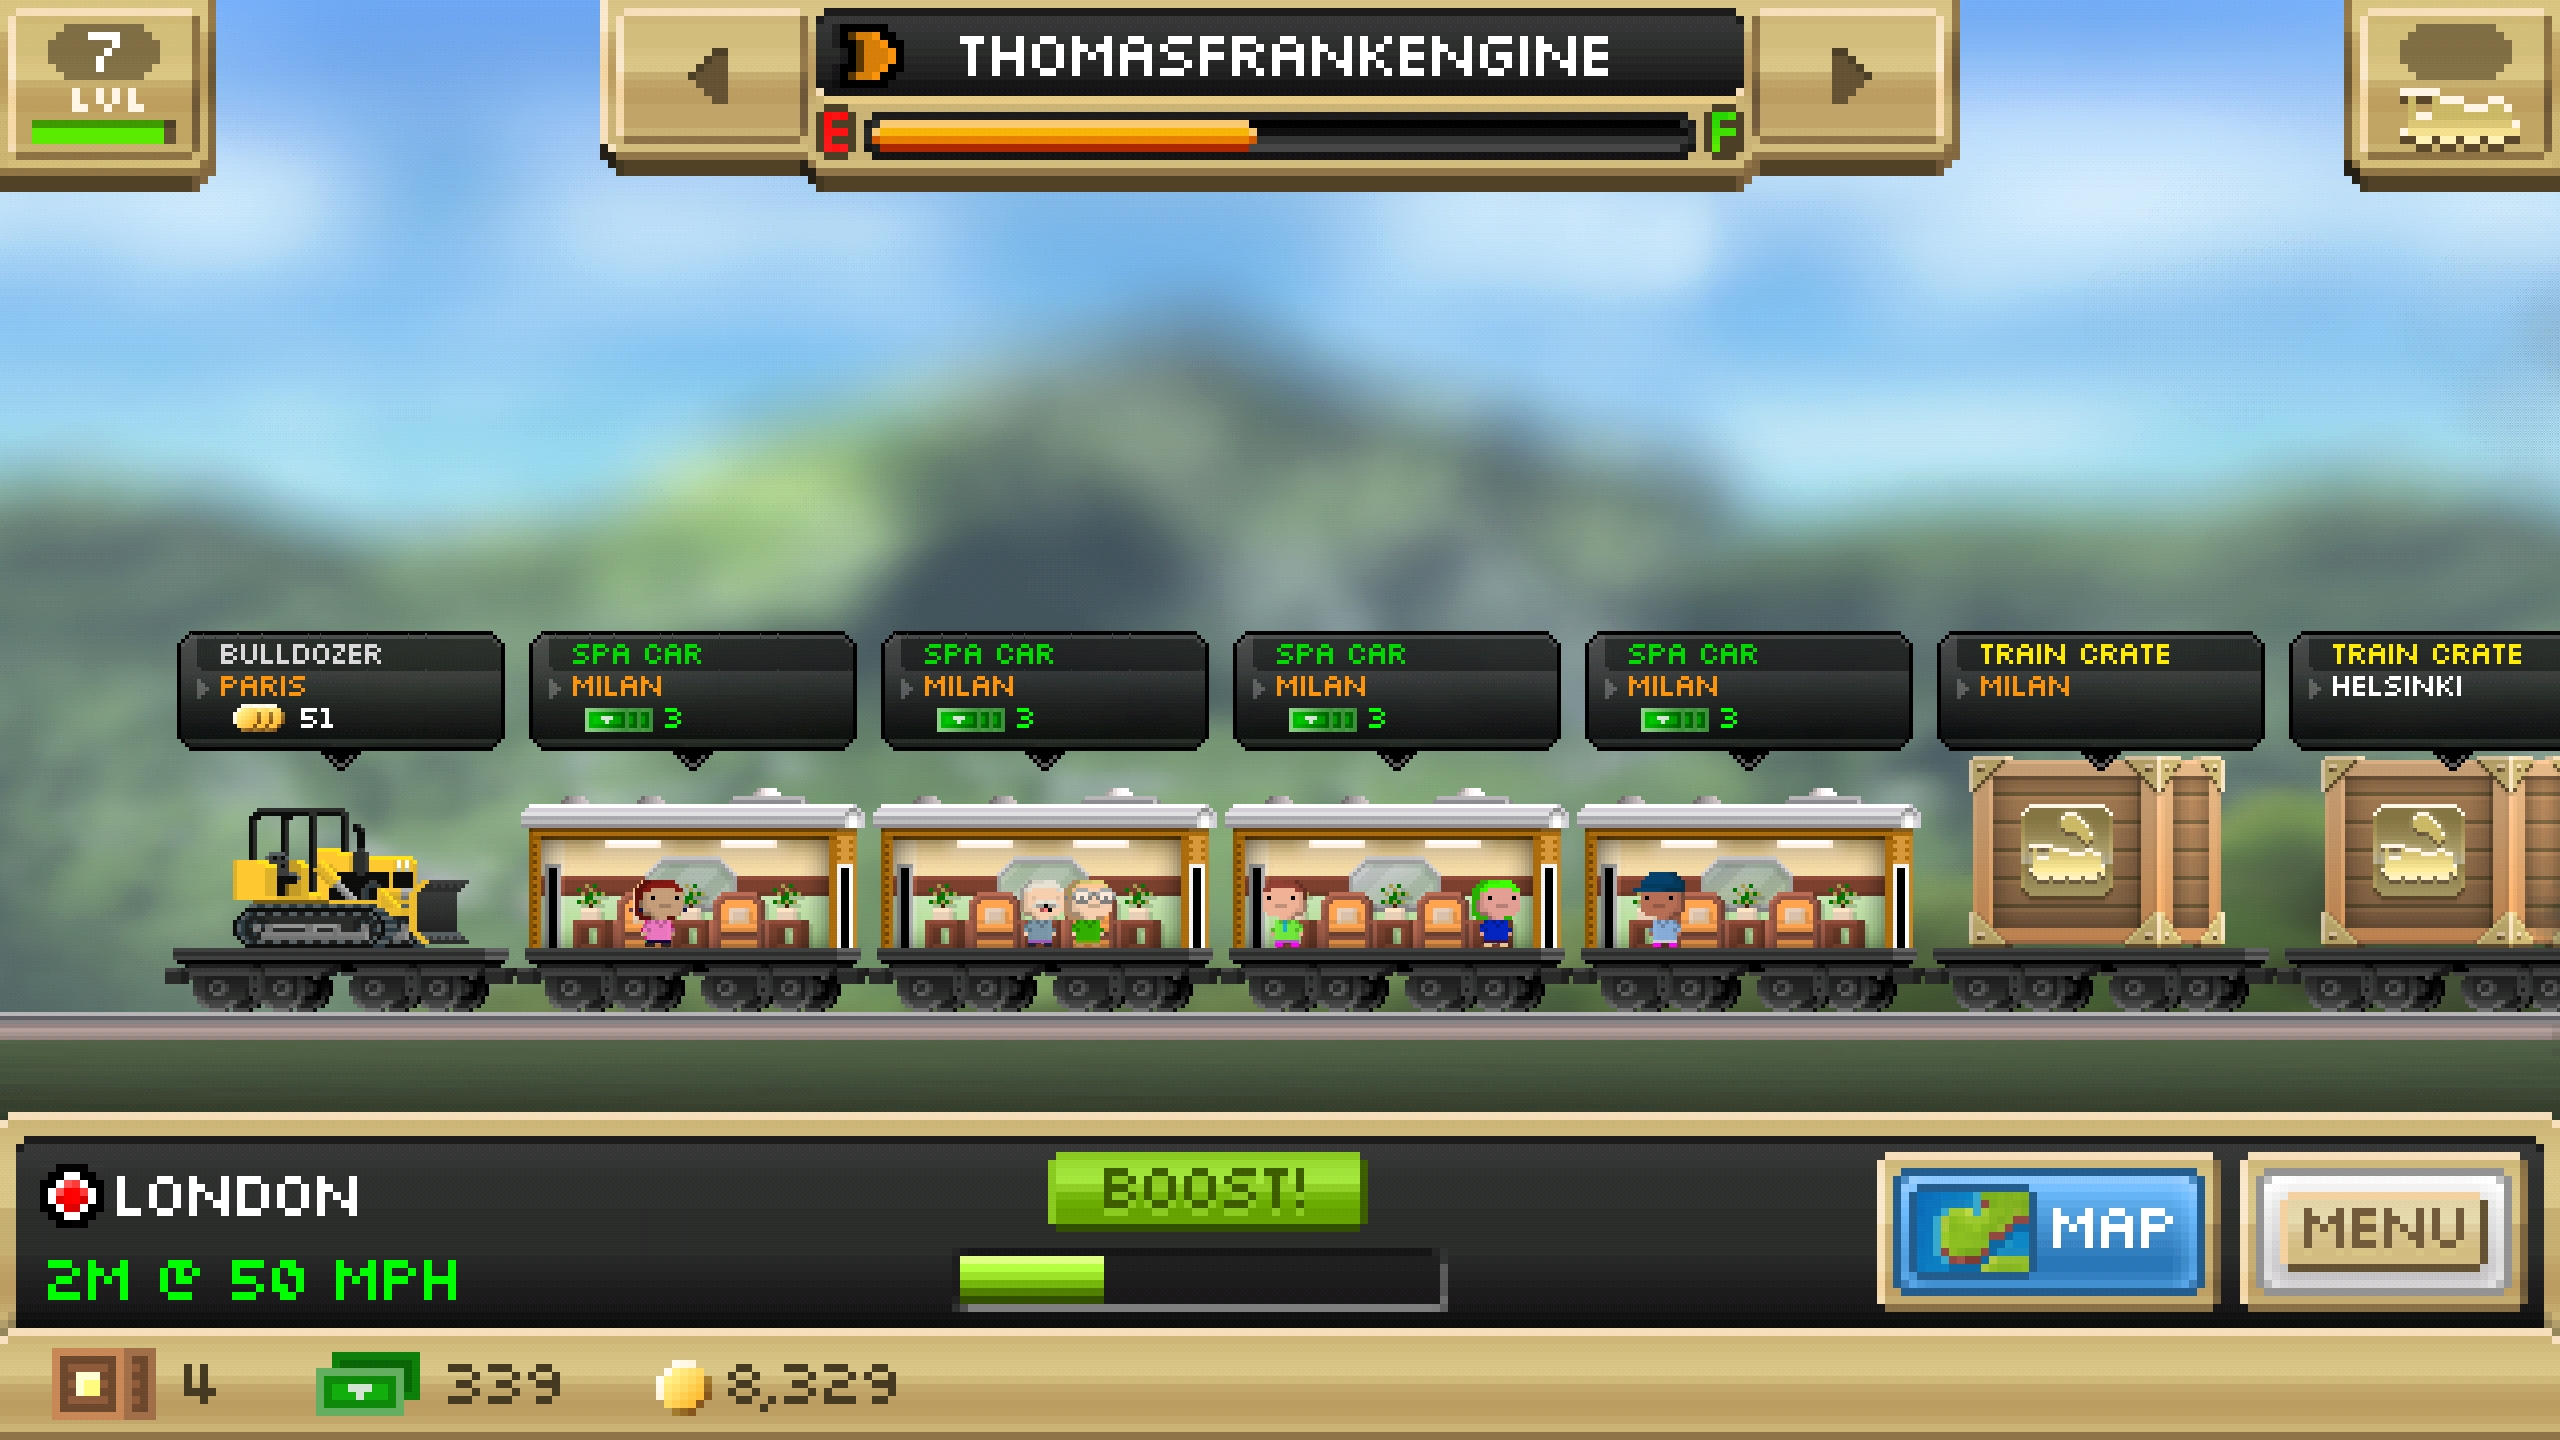 7
LVL
THOMASFRANKENGINE
E F
BULLDOZER
PARIS
51
SPA CAR
MILAN
3
SPA CAR
MILAN
3
SPA CAR
MILAN
3
SPA CAR
MILAN
3
TRAIN CRATE
MILAN
TRAIN CRATE
HELSINKI
LONDON
2M @ 50 MPH
BOOST!
MAP
MENU
4 339 8,329